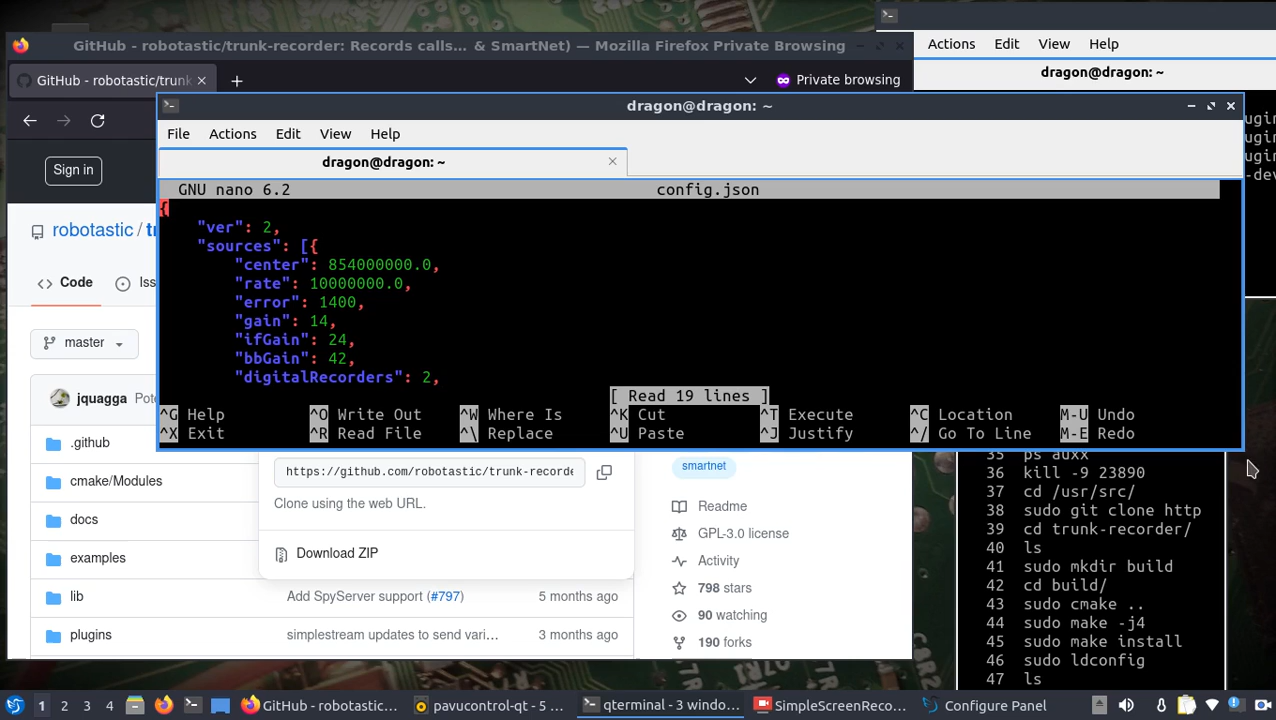 GitHub - robotastic/trunk-recorder: Records calls... & SmartNet) — Mozilla Firefox Private Browsing
GitHub - robotastic/trunk
Private browsing
Actions Edit View Help
dragon@dragon: ~
dragon@dragon: ~
File Actions Edit View Help
dragon@dragon: ~
GNU nano 6.2 config.json
{
"ver": 2,
"sources": [{
"center": 854000000.0,
"rate": 10000000.0,
"error": 1400,
"gain": 14,
"ifGain": 24,
"bbGain": 42,
"digitalRecorders": 2,
[ Read 19 lines ]
^G Help ^O Write Out ^W Where Is ^K Cut ^T Execute ^C Location M-U Undo
^X Exit ^R Read File ^\ Replace ^U Paste ^J Justify ^/ Go To Line M-E Redo
Sign in
robotastic /
Code
master
jquagga
.github
cmake/Modules
docs
examples
lib
plugins
https://github.com/robotastic/trunk-recorde
Clone using the web URL.
Download ZIP
Add SpyServer support (#797) 5 months ago
simplestream updates to send vari... 3 months ago
smartnet
Readme
GPL-3.0 license
Activity
798 stars
90 watching
190 forks
35 ps auxx
36 kill -9 23890
37 cd /usr/src/
38 sudo git clone http
39 cd trunk-recorder/
40 ls
41 sudo mkdir build
42 cd build/
43 sudo cmake ..
44 sudo make -j4
45 sudo make install
46 sudo ldconfig
47 ls
1 2 3 4 GitHub - robotastic... pavucontrol-qt - 5 ... qterminal - 3 windo... SimpleScreenReco... Configure Panel